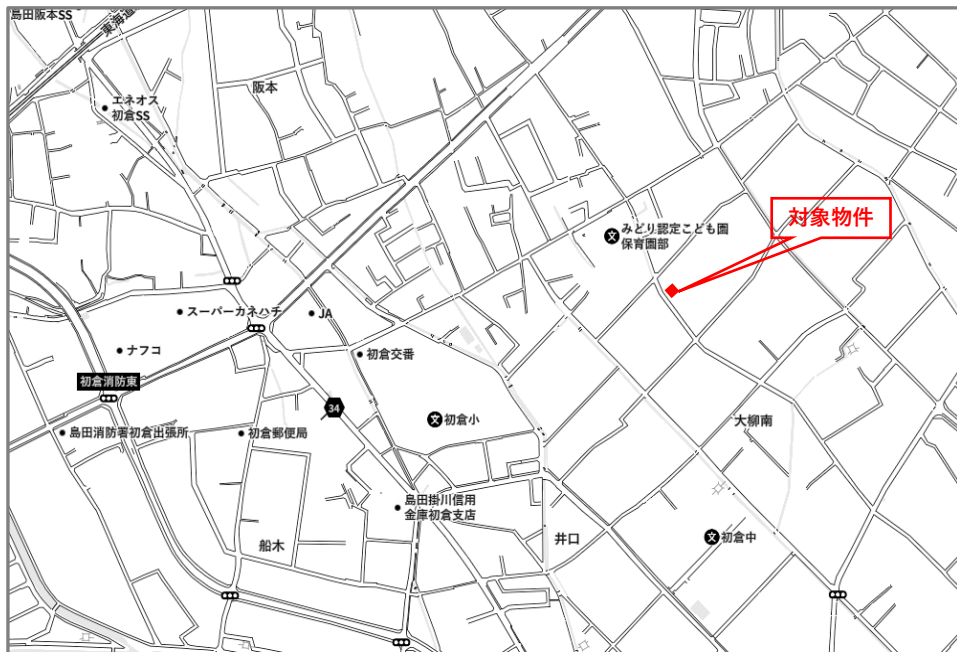 島田阪本SS
東海道
エネオス
初倉SS
阪本
対象物件
みどり認定こども園
保育園部
スーパーカネハチ
JA
ナフコ
初倉交番
初倉消防東
34
初倉小
大柳南
島田消防署初倉出張所
初倉郵便局
島田掛川信用
金庫初倉支店
船木
井口
初倉中
文
文
文